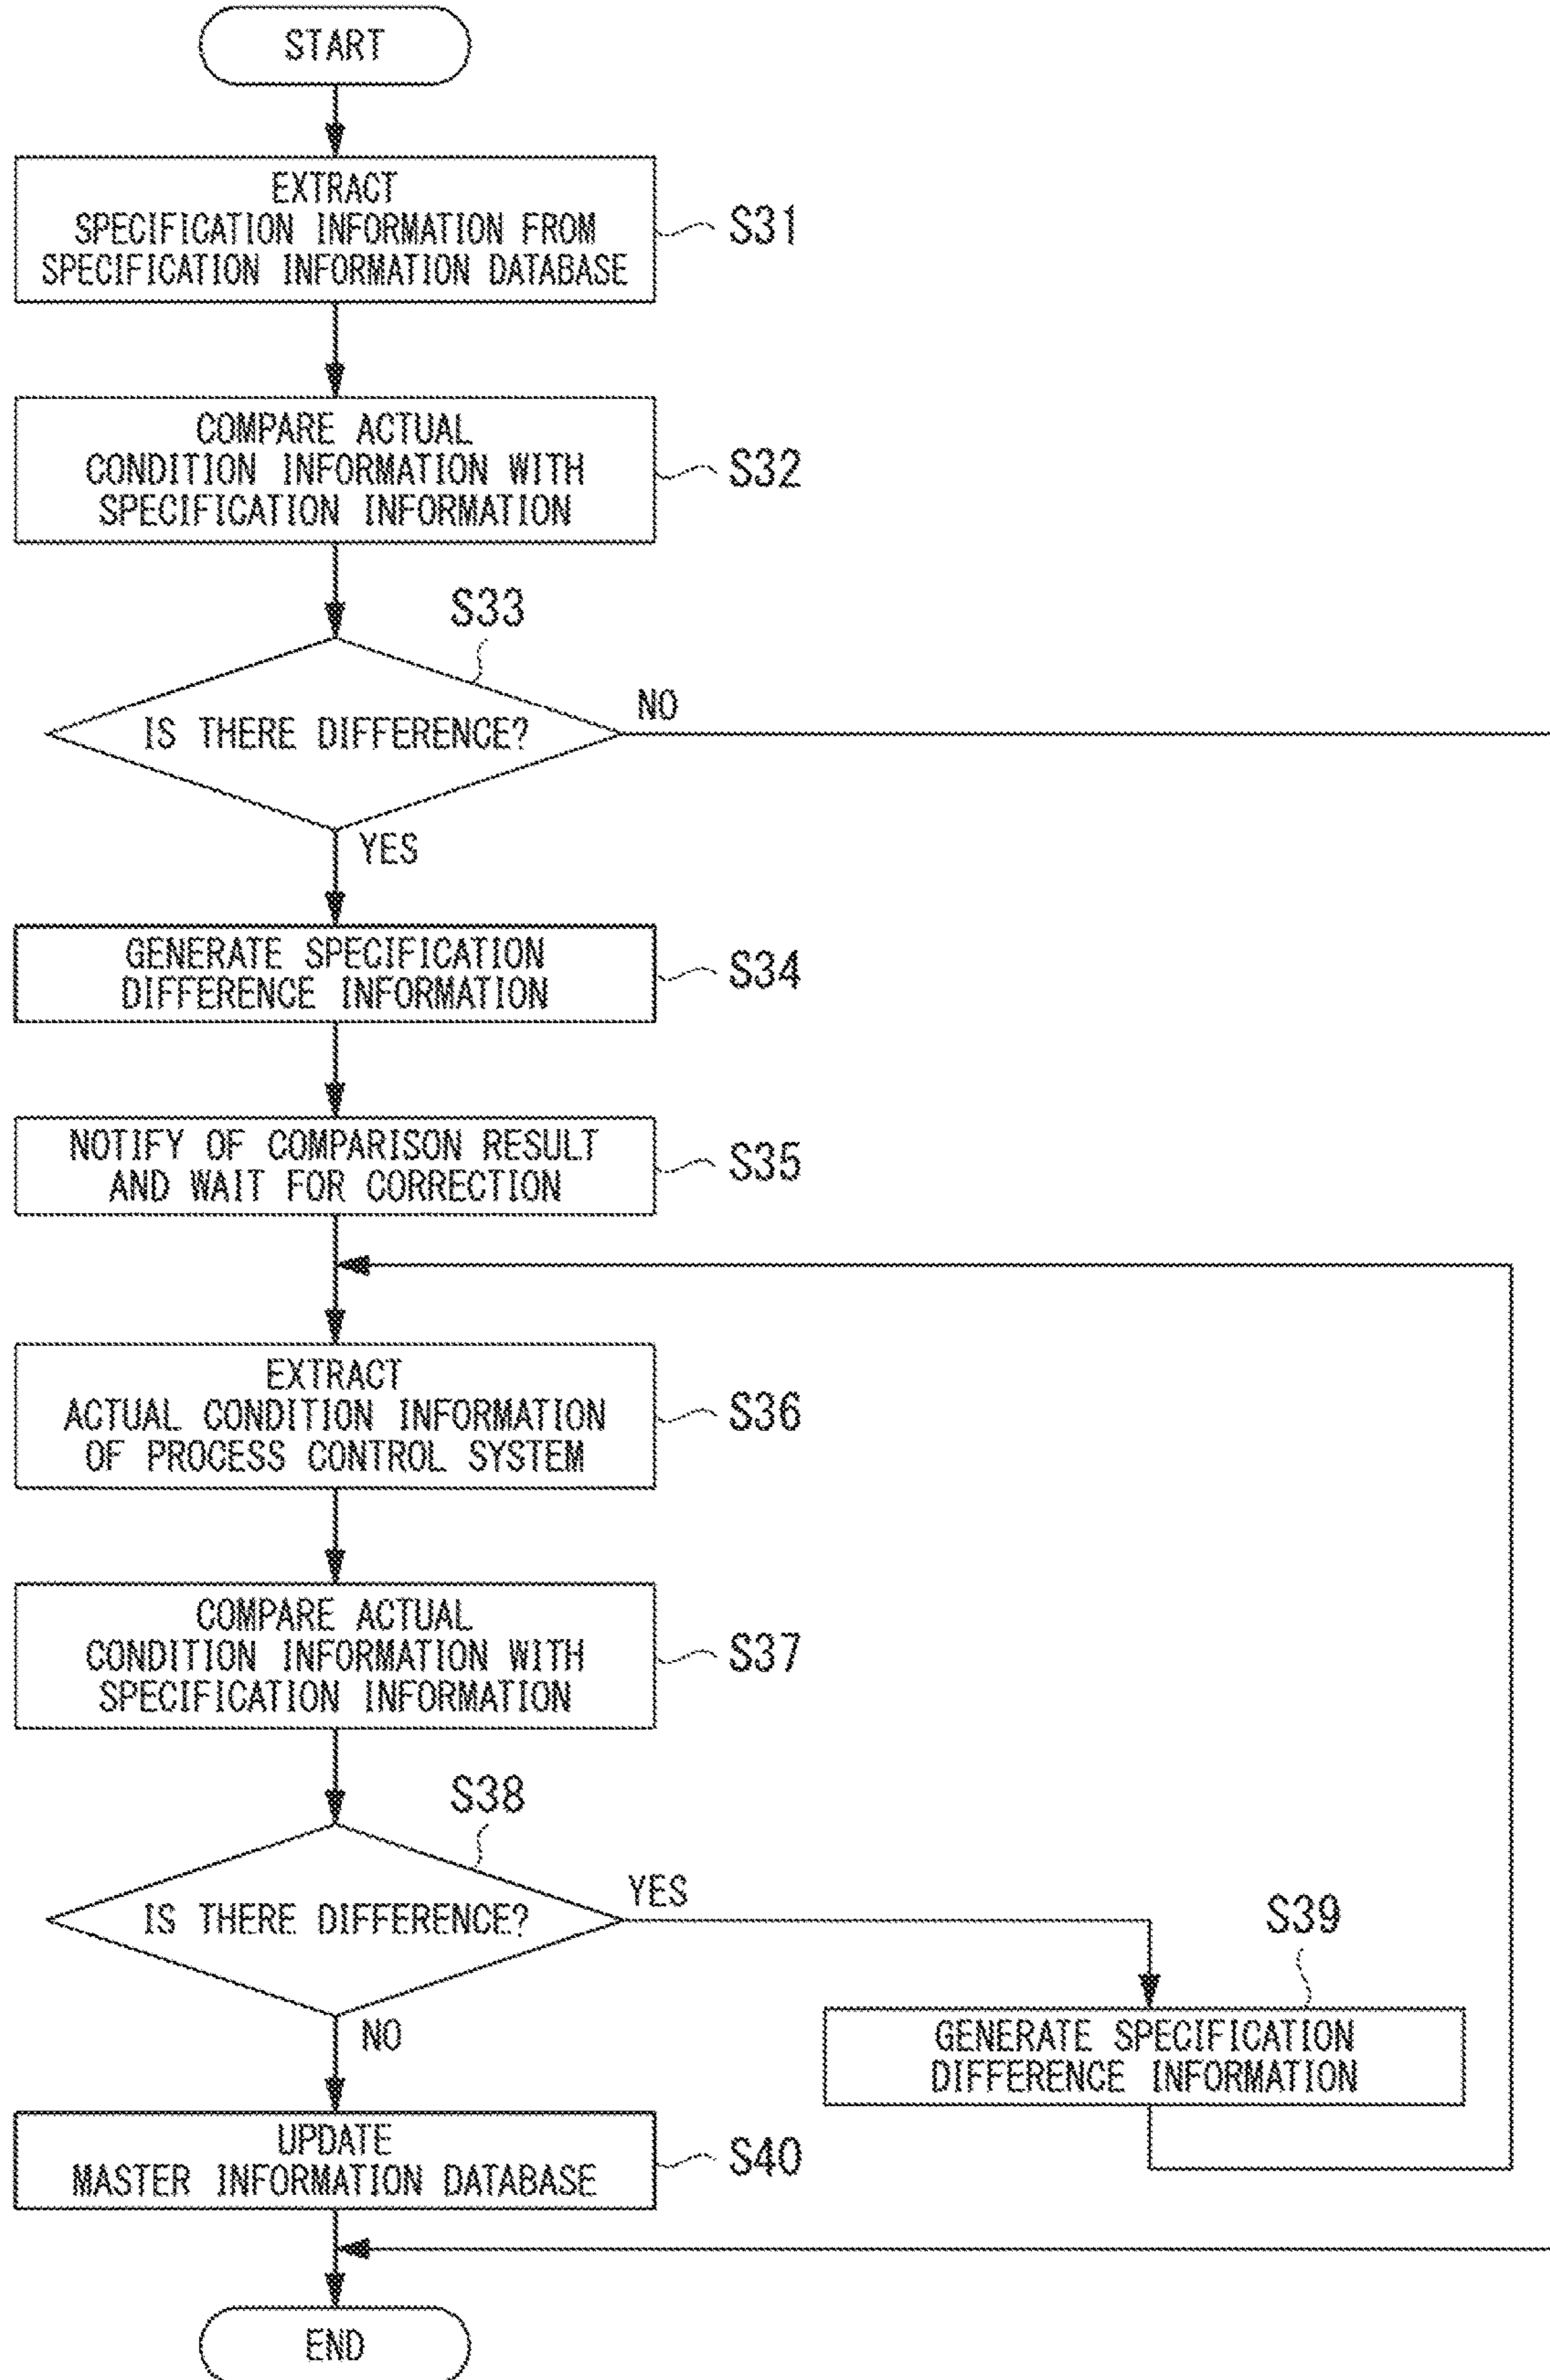 START
EXTRACT
SPECIFICATION INFORMATION FROM
SPECIFICATION INFORMATION DATABASE
S31
COMPARE ACTUAL
CONDITION INFORMATION WITH
SPECIFICATION INFORMATION
S32
S33
IS THERE DIFFERENCE?
NO
YES
GENERATE SPECIFICATION
DIFFERENCE INFORMATION
S34
NOTIFY OF COMPARISON RESULT
AND WAIT FOR CORRECTION
S35
EXTRACT
ACTUAL CONDITION INFORMATION
OF PROCESS CONTROL SYSTEM
S36
COMPARE ACTUAL
CONDITION INFORMATION WITH
SPECIFICATION INFORMATION
S37
S38
IS THERE DIFFERENCE?
YES
NO
S39
GENERATE SPECIFICATION
DIFFERENCE INFORMATION
UPDATE
MASTER INFORMATION DATABASE
S40
END